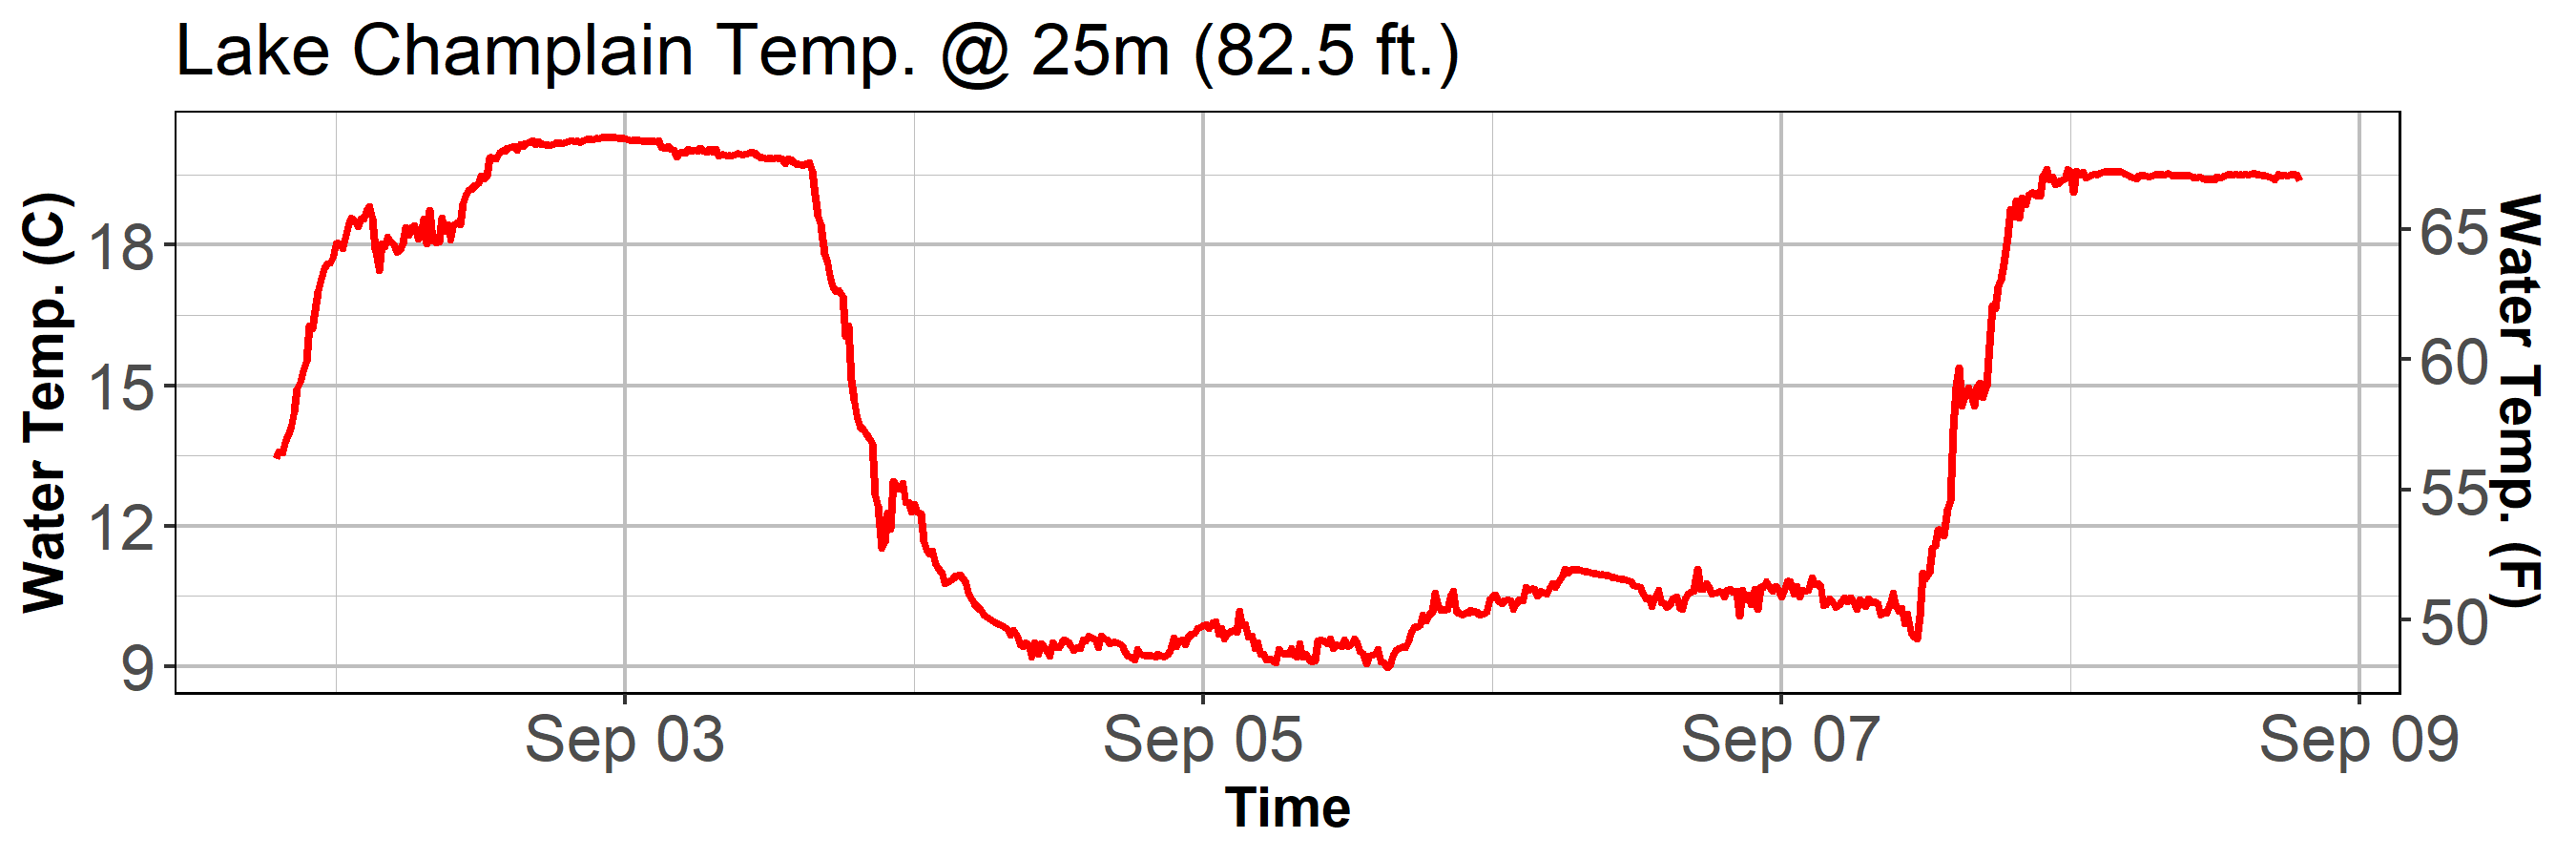 Lake Champlain Temp. @ 25m (82.5 ft.)
Water Temp. (C)
18
15
12
9
65
60
55
50
Water Temp. (F)
Sep 03 Sep 05 Sep 07 Sep 09
Time